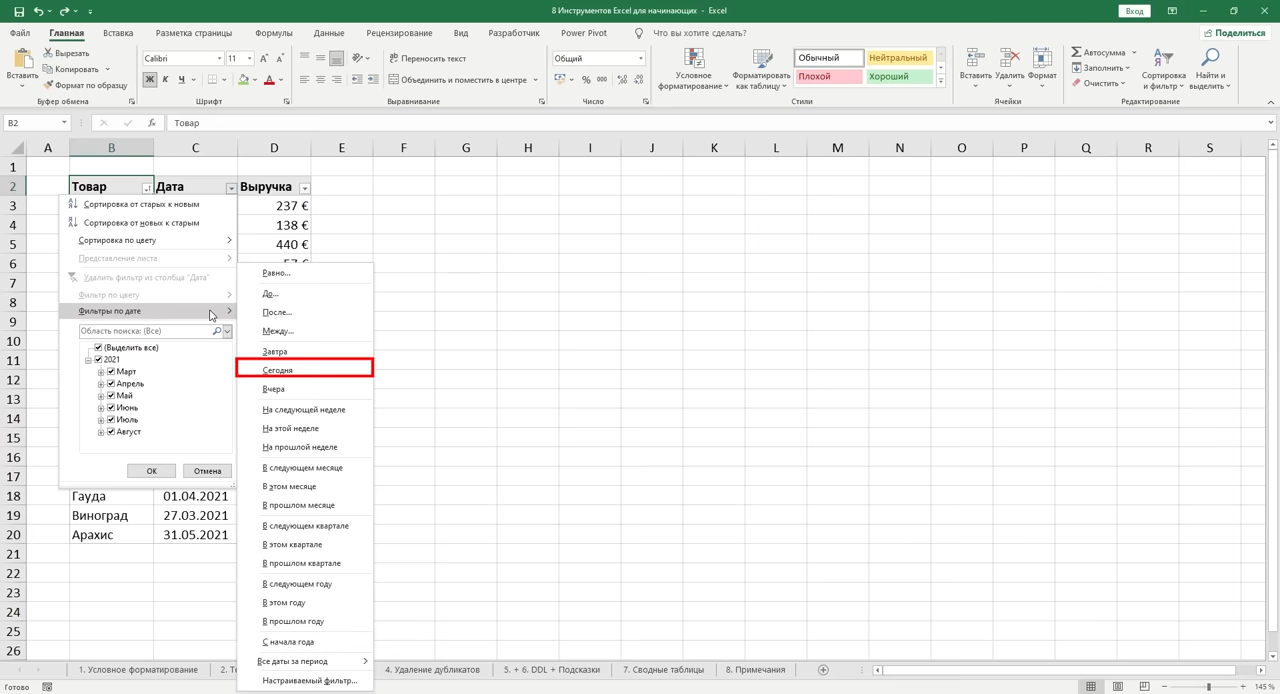 8 Инструментов Excel для начинающих - Excel
Вход
Файл Главная Вставка Разметка страницы Формулы Данные Рецензирование Вид Разработчик Power Pivot Что вы хотите сделать? Поделиться
Вставить
Вырезать
Копировать
Формат по образцу
Буфер обмена
Calibri 11
Ж К Ч
Шрифт
Переносить текст
Объединить и поместить в центре
Выравнивание
Общий
% 000
Число
Условное форматирование
Форматировать как таблицу
Обычный Нейтральный
Плохой Хороший
Стили
Вставить Удалить Формат
Ячейки
Автосумма
Заполнить
Очистить
Сортировка и фильтр
Найти и выделить
Редактирование
B2 fx Товар
A B C D E F G H I J K L M N O P Q R S
1
2 Товар Дата Выручка
3 237 €
4 138 €
5 440 €
6
7
8
9
10
11
12
13
14
15
16
17
18 Гауда 01.04.2021
19 Виноград 27.03.2021
20 Арахис 31.05.2021
21
22
23
24
25
26
Сортировка от старых к новым
Сортировка от новых к старым
Сортировка по цвету
Представление листа
Удалить фильтр из столбца "Дата"
Фильтр по цвету
Фильтры по дате
Область поиска: (Все)
(Выделить все)
2021
Март
Апрель
Май
Июнь
Июль
Август
ОК Отмена
Равно...
До...
После...
Между...
Завтра
Сегодня
Вчера
На следующей неделе
На этой неделе
На прошлой неделе
В следующем месяце
В этом месяце
В прошлом месяце
В следующем квартале
В этом квартале
В прошлом квартале
В следующем году
В этом году
В прошлом году
С начала года
Все даты за период
Настраиваемый фильтр...
1. Условное форматирование 4. Удаление дубликатов 5. + 6. DDL + Подсказки 7. Сводные таблицы 8. Примечания
Готово 145 %